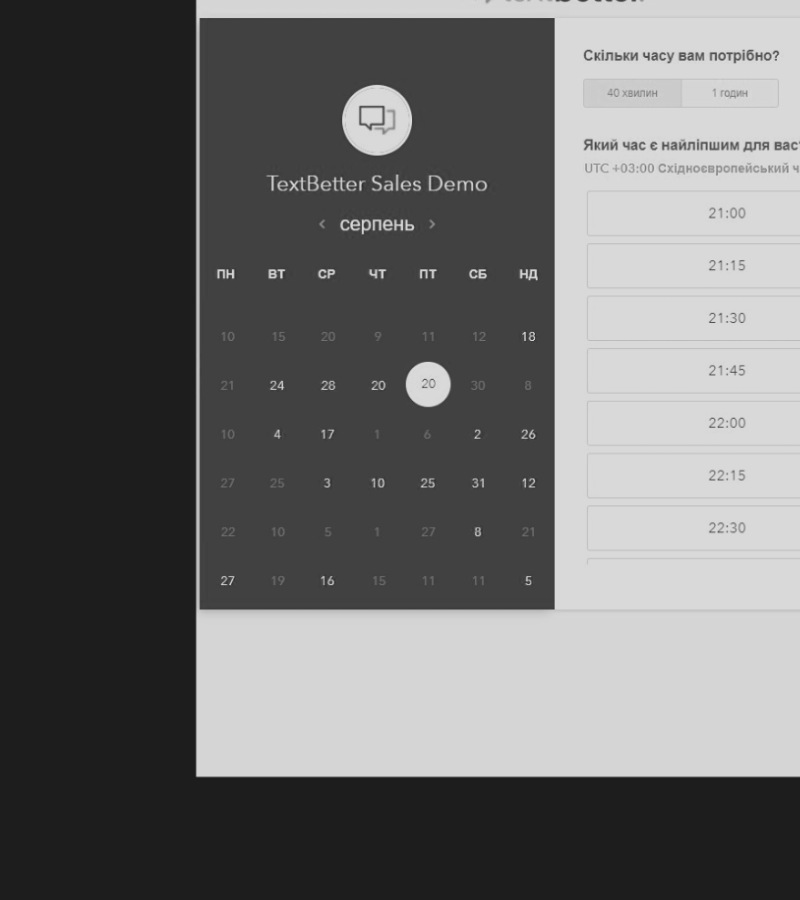 TextBetter Sales Demo
< серпень >
ПН ВТ СР ЧТ ПТ СБ НД
10 15 20 9 11 12 18
21 24 28 20 20 30 8
10 4 17 1 6 2 26
27 25 3 10 25 31 12
22 10 5 1 27 8 21
27 19 16 15 11 11 5
Скільки часу вам потрібно?
40 хвилин 1 годин
Який час є найліпшим для вас
UTC +03:00 Східноєвропейський ч
21:00
21:15
21:30
21:45
22:00
22:15
22:30